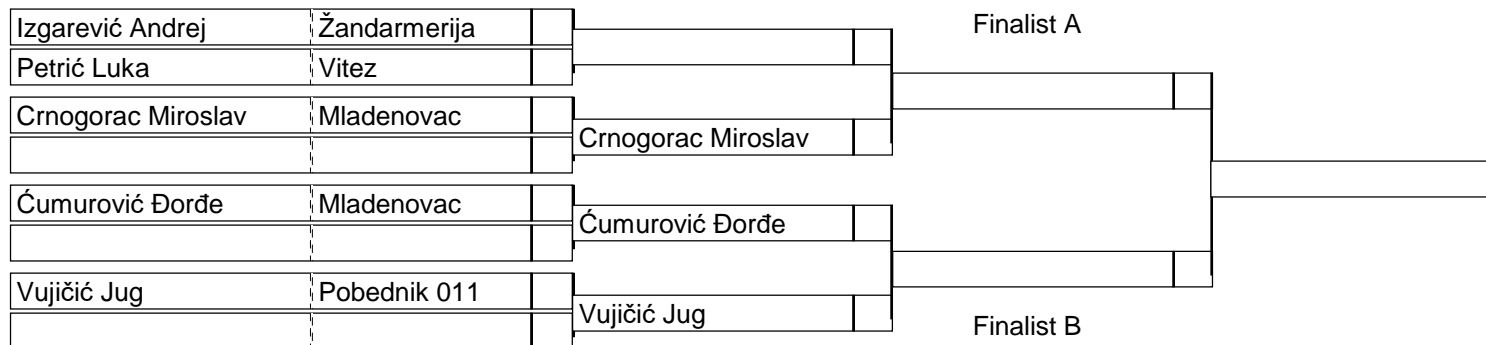 Izgarević Andrej Žandarmerija
Petrić Luka Vitez
Crnogorac Miroslav Mladenovac
Ćumurović Đorđe Mladenovac
Vujičić Jug Pobednik 011
Crnogorac Miroslav
Ćumurović Đorđe
Vujičić Jug
Finalist A
Finalist B